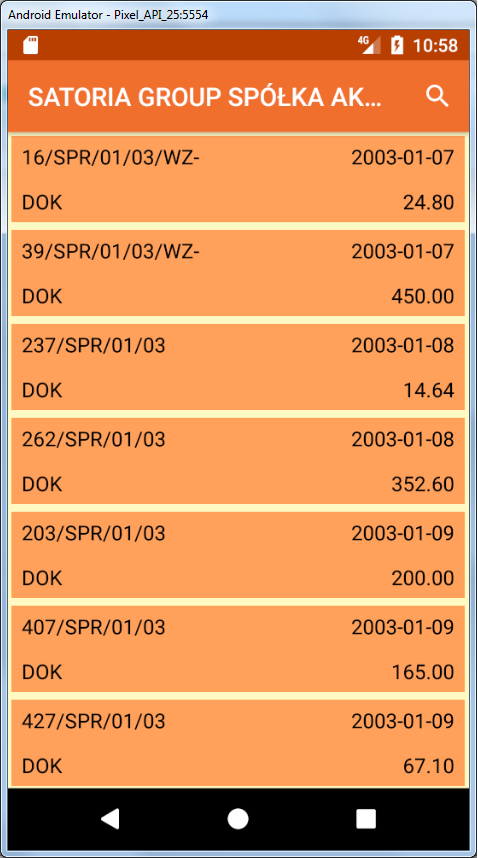 Android Emulator - Pixel_API_25:5554
4G 10:58
SATORIA GROUP SPÓŁKA AK...
16/SPR/01/03/WZ- 2003-01-07
DOK 24.80
39/SPR/01/03/WZ- 2003-01-07
DOK 450.00
237/SPR/01/03 2003-01-08
DOK 14.64
262/SPR/01/03 2003-01-08
DOK 352.60
203/SPR/01/03 2003-01-09
DOK 200.00
407/SPR/01/03 2003-01-09
DOK 165.00
427/SPR/01/03 2003-01-09
DOK 67.10